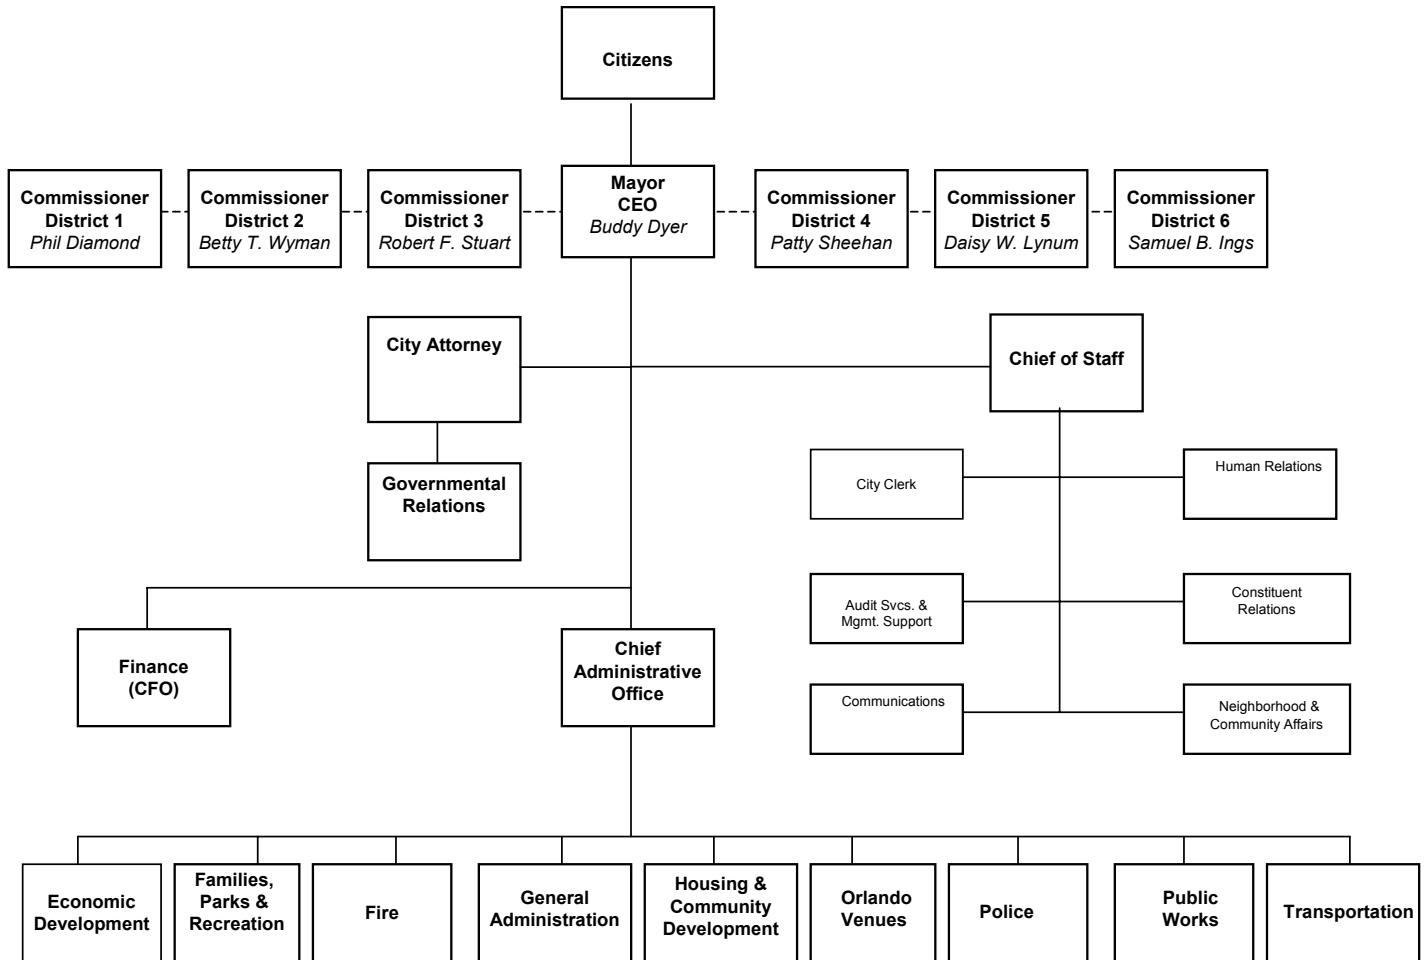 Citizens
Commissioner
District 1
Phil Diamond
Commissioner
District 2
Betty T. Wyman
Commissioner
District 3
Robert F. Stuart
Mayor
CEO
Buddy Dyer
Commissioner
District 4
Patty Sheehan
Commissioner
District 5
Daisy W. Lynum
Commissioner
District 6
Samuel B. Ings
City Attorney
Chief of Staff
Governmental
Relations
City Clerk
Human Relations
Audit Svcs. &
Mgmt. Support
Constituent
Relations
Communications
Neighborhood &
Community Affairs
Finance
(CFO)
Chief
Administrative
Office
Economic
Development
Families,
Parks &
Recreation
Fire
General
Administration
Housing &
Community
Development
Orlando
Venues
Police
Public
Works
Transportation